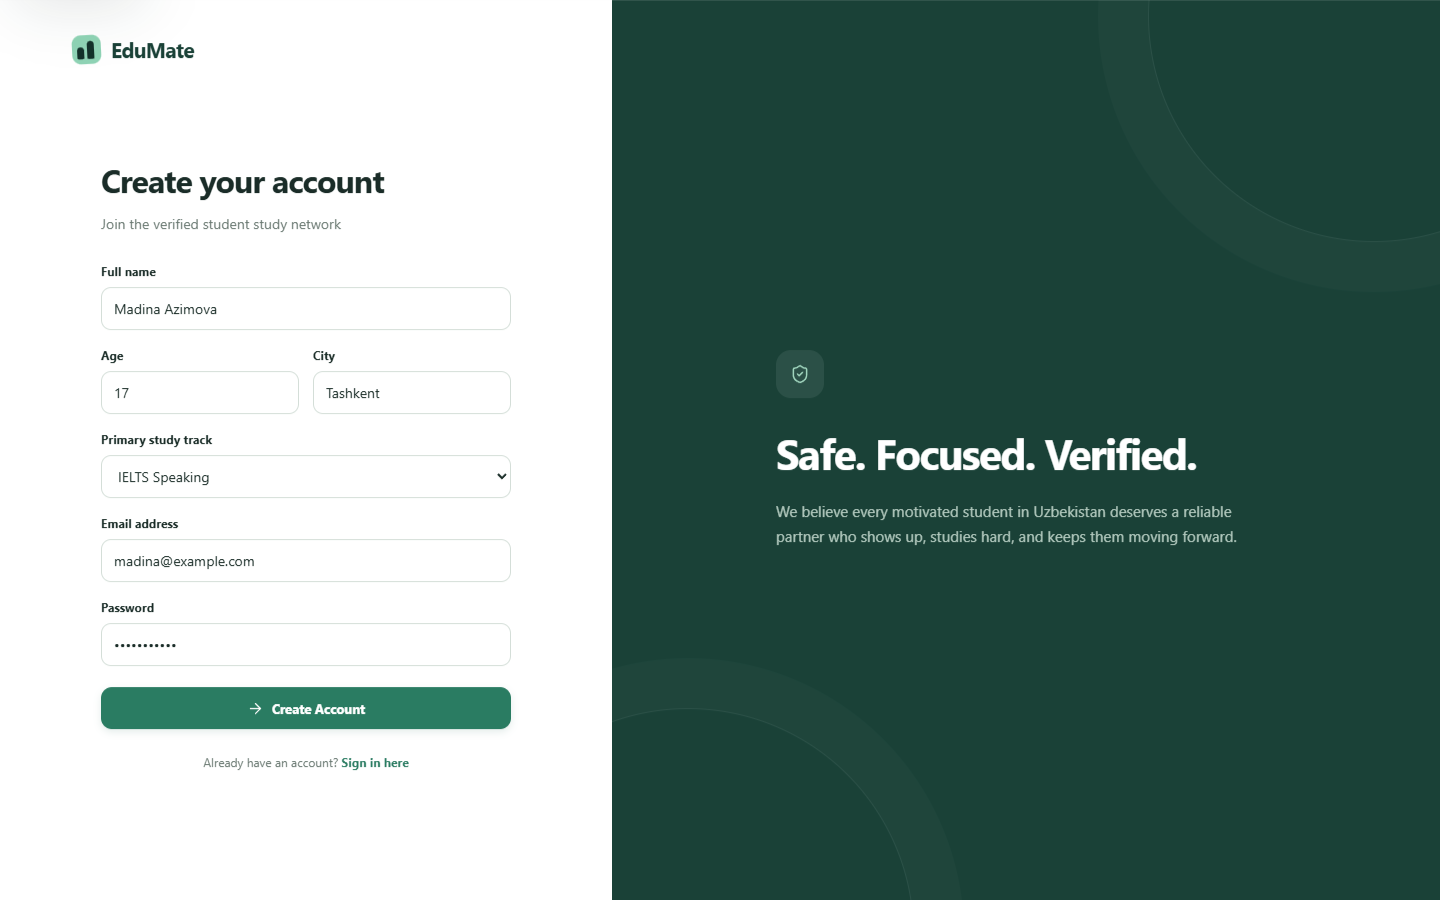 EduMate
Create your account
Join the verified student study network
Full name
Madina Azimova
Age
City
17
Tashkent
Primary study track
IELTS Speaking
Email address
madina@example.com
Password
•••••••••••
Create Account
Already have an account? Sign in here
Safe. Focused. Verified.
We believe every motivated student in Uzbekistan deserves a reliable
partner who shows up, studies hard, and keeps them moving forward.